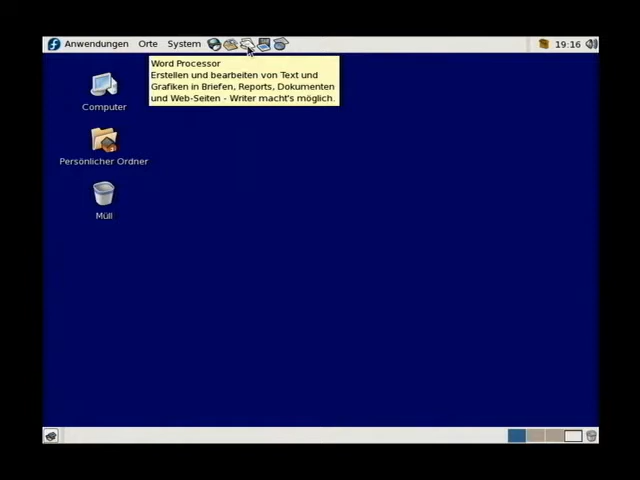 Anwendungen Orte System 19:16
Word Processor
Erstellen und bearbeiten von Text und
Grafiken in Briefen, Reports, Dokumenten
und Web-Seiten - Writer macht's möglich.
Computer
Persönlicher Ordner
Müll